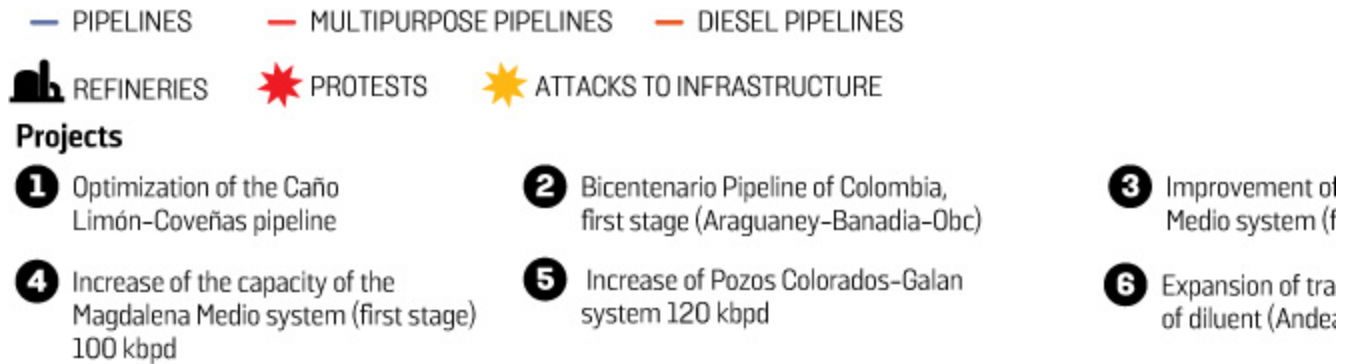 PIPELINES MULTIPURPOSE PIPELINES DIESEL PIPELINES
REFINERIES PROTESTS ATTACKS TO INFRASTRUCTURE
Projects
1 Optimization of the Caño
Limón-Coveñas pipeline
2 Bicentenario Pipeline of Colombia,
first stage (Araguaney-Banadia-Obc)
3 Improvement of
Medio system (f
4 Increase of the capacity of the
Magdalena Medio system (first stage)
100 kbpd
5 Increase of Pozos Colorados-Galan
system 120 kbpd
6 Expansion of tra
of diluent (Andea